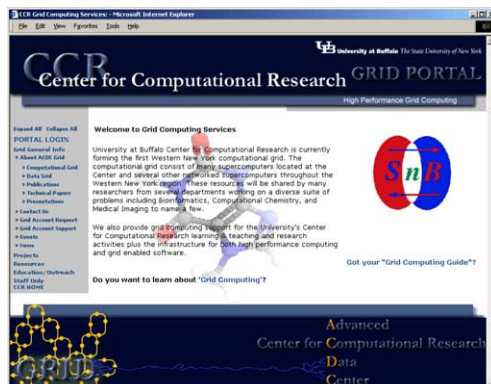 CCR Grid Computing Services: - Microsoft Internet Explorer
File Edit View Favorites Tools Help
University at Buffalo The State University of New York
CCR
Center for Computational Research GRID PORTAL
High Performance Grid Computing
Expand All Collapse All
PORTAL LOGIN
Grid General Info
About ACDC Grid
Computational Grid
Data Grid
Publications
Technical Papers
Presentations
Contact Us
Grid Account Request
Grid Account Support
Events
News
Projects
Resources
Education/Outreach
Staff Only
CCR HOME
Welcome to Grid Computing Services
University at Buffalo Center for Computational Research is currently
forming the first Western New York computational grid. The
computational grid consist of many supercomputers located at the
Center and several other networked supercomputers throughout the
Western New York region. These resources will be shared by many
researchers from several departments working on a diverse suite of
problems including Bioinformatics, Computational Chemistry, and
Medical Imaging to name a few.
We also provide grid computing support for the University's Center
for Computational Research learning & teaching and research
activities plus the infrastructure for both high performance computing
and grid enabled software.
Do you want to learn about 'Grid Computing'?
SnB
Got your "Grid Computing Guide"?
GRID
Advanced
Center for Computational Research
Data
Center